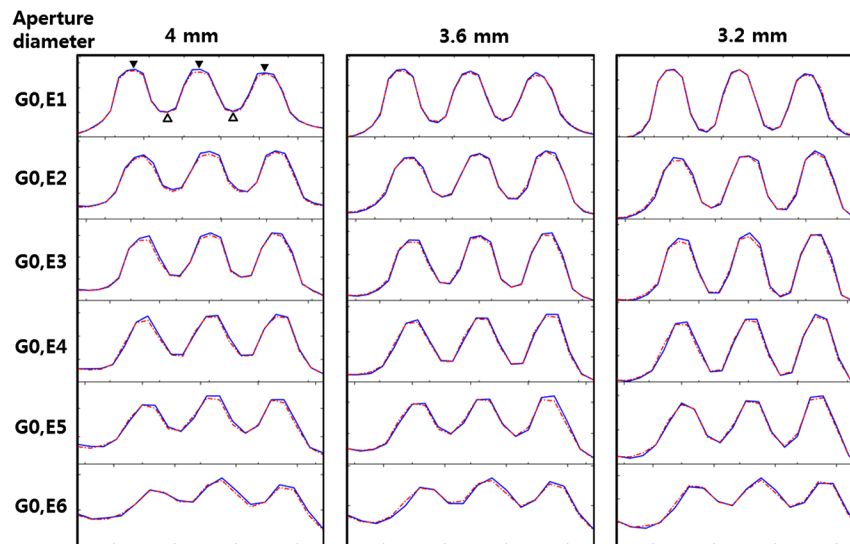 Aperture
diameter
4 mm
3.6 mm
3.2 mm
G0,E1
G0,E2
G0,E3
G0,E4
G0,E5
G0,E6